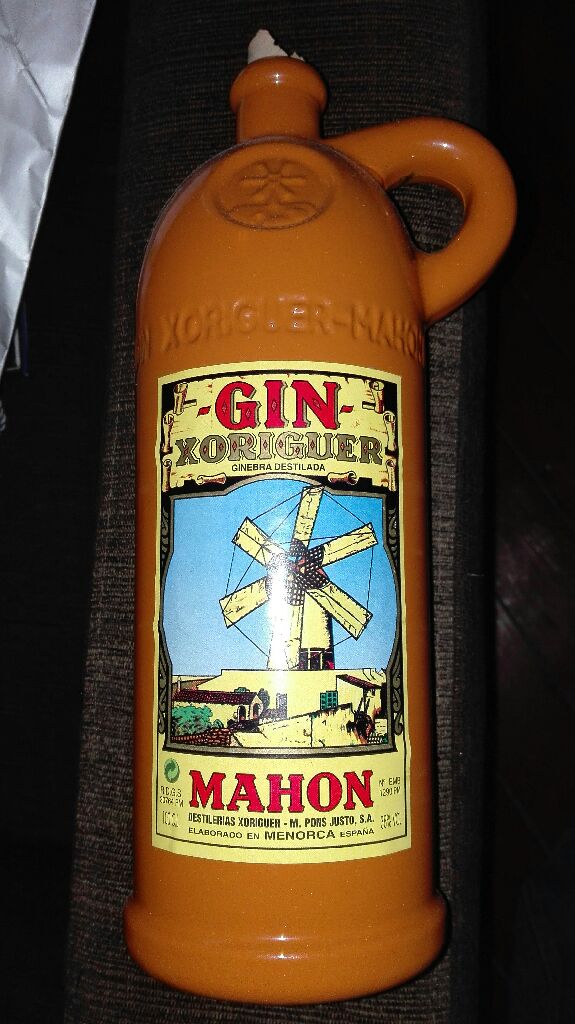 XORIGUER-MAHON
-GIN-
XORIGUER
GINEBRA DESTILADA
MAHON
DESTILERIAS XORIGUER - M. PONS JUSTO, S.A.
ELABORADO EN MENORCA ESPAÑA